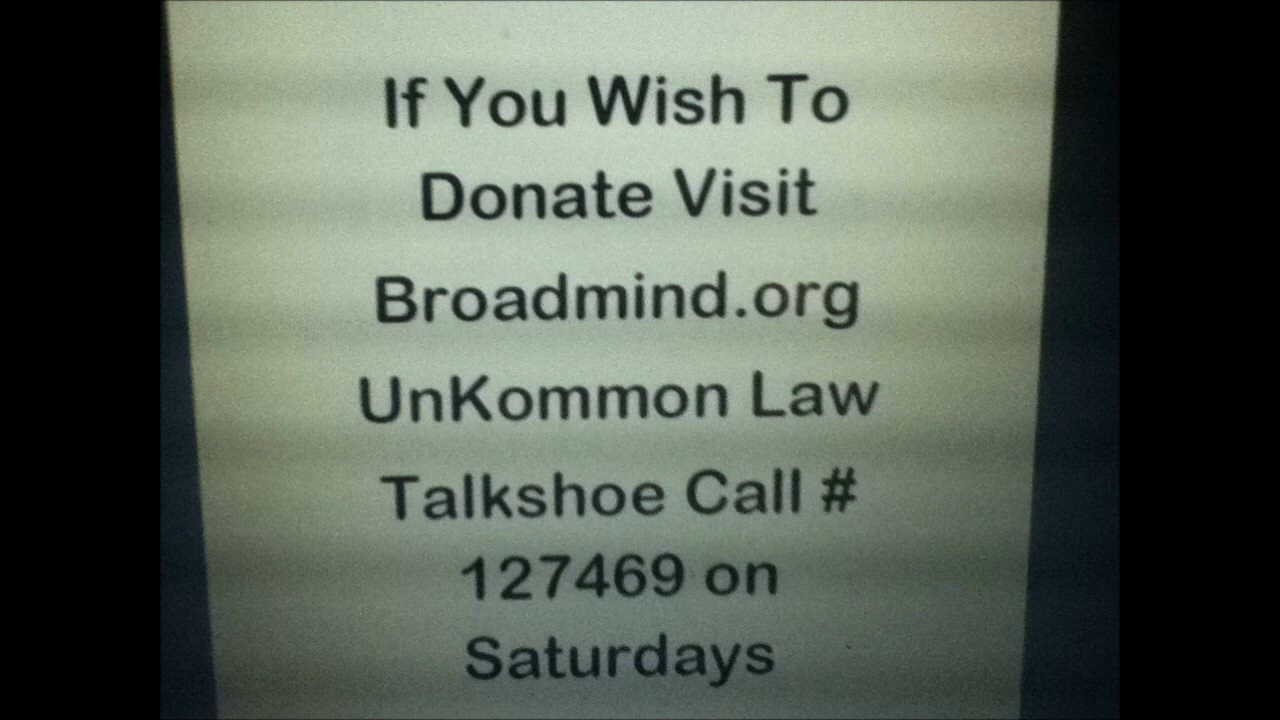 If You Wish To
Donate Visit
Broadmind.org
UnKommon Law
Talkshoe Call #
127469 on
Saturdays